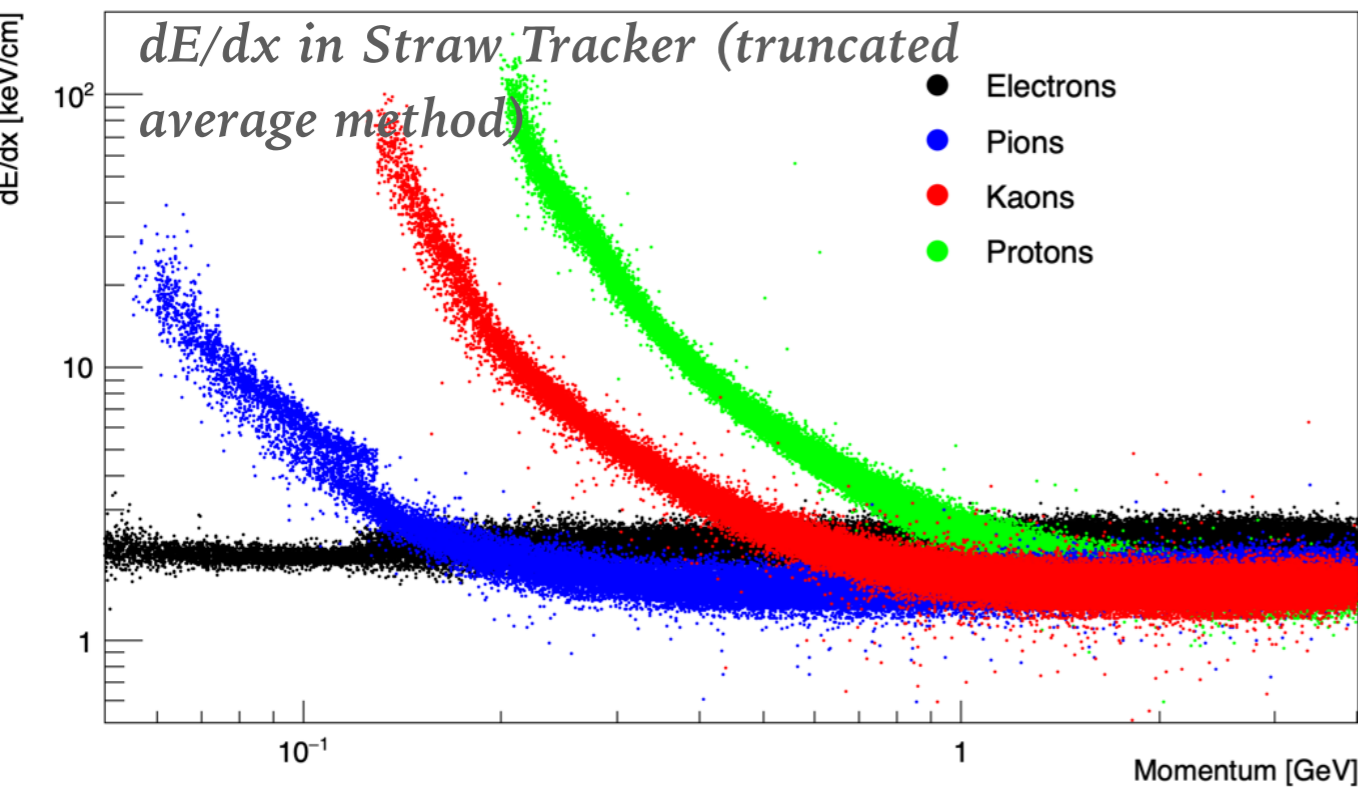 dE/dx in Straw Tracker (truncated
average method)
dE/dx [keV/cm]
10²
10
1
Electrons
Pions
Kaons
Protons
10⁻¹
1
Momentum [GeV]